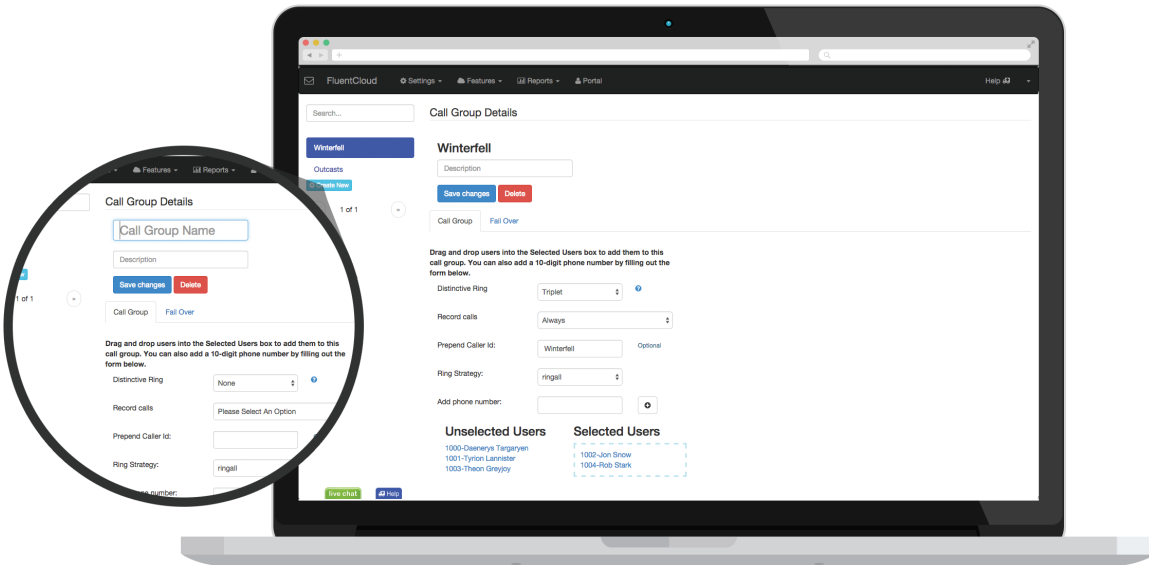 FluentCloud Settings Features Reports Portal Help
Search...
Call Group Details
Winterfell
Outcasts
Create New
1 of 1
Winterfell
Description
Save changes Delete
Call Group Fail Over
Drag and drop users into the Selected Users box to add them to this
call group. You can also add a 10-digit phone number by filling out the
form below.
Distinctive Ring Triplet
Record calls Always
Prepend Caller Id: Winterfell Optional
Ring Strategy: ringall
Add phone number:
Unselected Users Selected Users
1000-Daenerys Targaryen
1001-Tyrion Lannister
1003-Theon Greyjoy
1002-Jon Snow
1004-Rob Stark
live chat Help
Features Reports
Call Group Details
Call Group Name
Description
Save changes Delete
1 of 1
Call Group Fail Over
Drag and drop users into the Selected Users box to add them to this
call group. You can also add a 10-digit phone number by filling out the
form below.
Distinctive Ring None
Record calls Please Select An Option
Prepend Caller Id:
Ring Strategy: ringall
number: